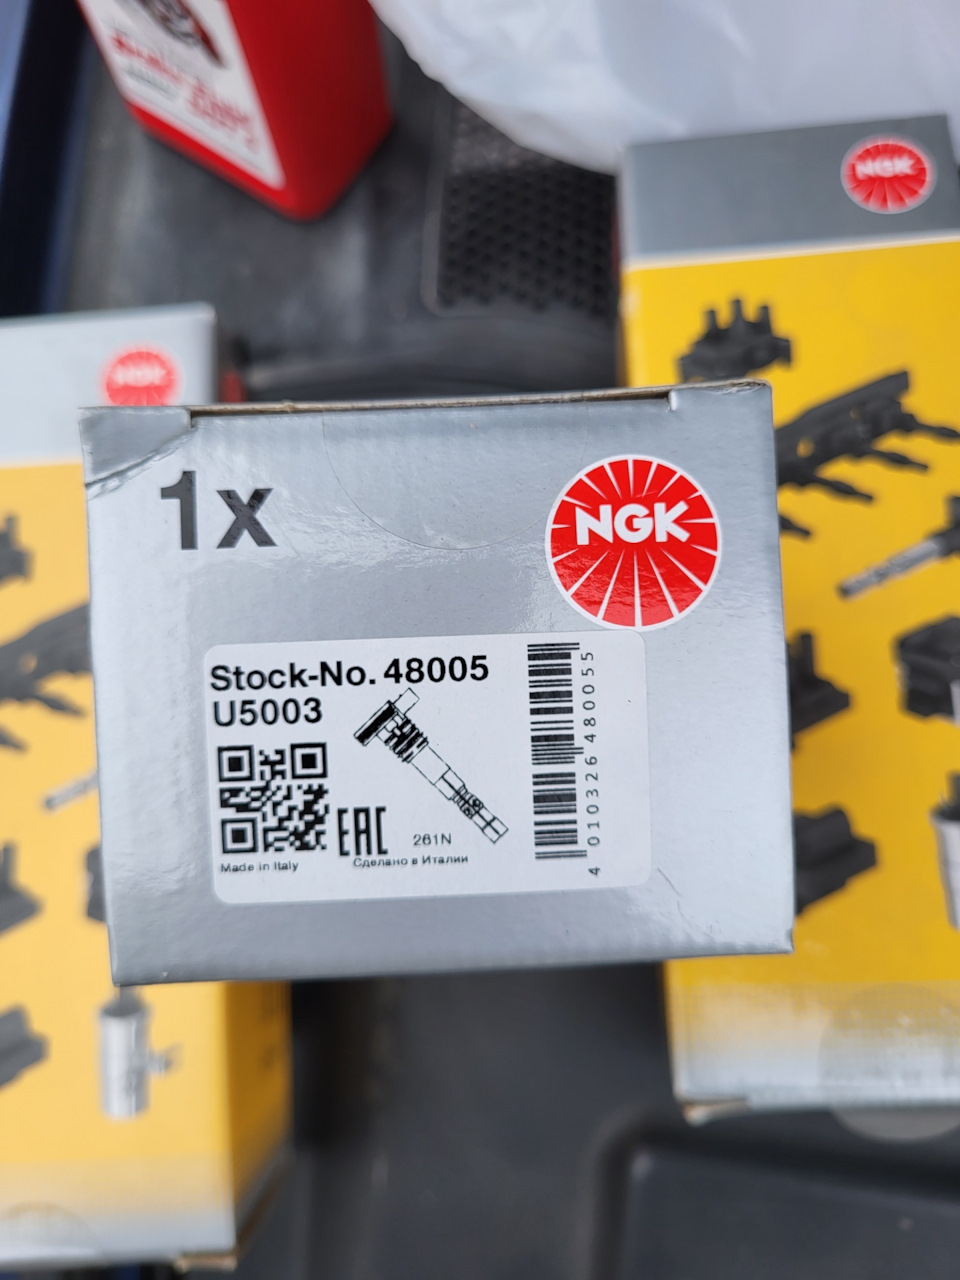 NGK
NGK
1x
NGK
Stock-No. 48005
U5003
EAC
261N
Made in Italy
Сделано в Италии
4 010326 480055